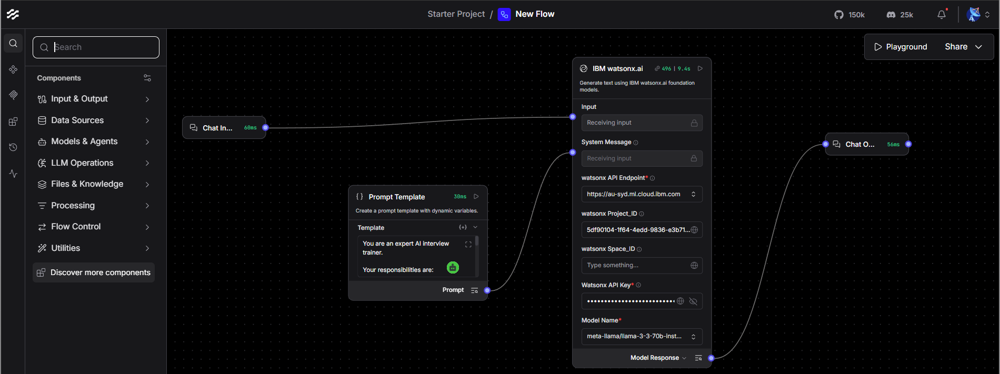 Starter Project / New Flow
150k
25k
Search
Playground
Share
Components
Input & Output
Data Sources
Models & Agents
LLM Operations
Files & Knowledge
Processing
Flow Control
Utilities
Discover more components
Chat In... 60ms
Prompt Template 30ms
Create a prompt template with dynamic variables.
Template {+}
You are an expert AI interview
trainer.
Your responsibilities are:
Prompt
IBM watsonx.ai 496 | 9.4s
Generate text using IBM watsonx.ai foundation
models.
Input
Receiving input
System Message
Receiving input
watsonx API Endpoint*
https://au-syd.ml.cloud.ibm.com
watsonx Project_ID
5df90104-1f64-4edd-9836-e3b71...
watsonx Space_ID
Type something...
Watsonx API Key*
••••••••••••••••••••••••••
Model Name*
meta-llama/llama-3-3-70b-inst...
Model Response
Chat O... 56ms